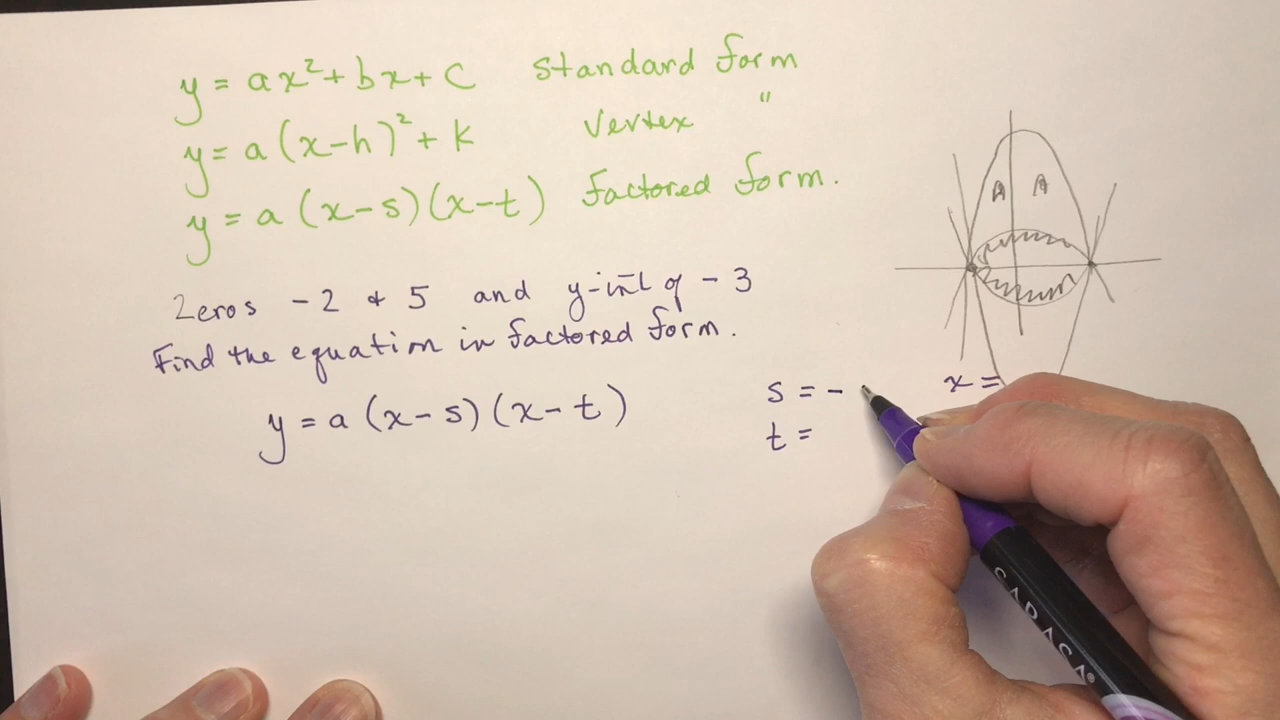 y = ax² + bx + c standard form
y = a (x-h)² + k vertex "
y = a (x-s)(x-t) factored form.
Zeros -2 & 5 and y-int of -3
Find the equation in factored form.
y = a (x-s)(x-t)
s = -
t =
x =
A A